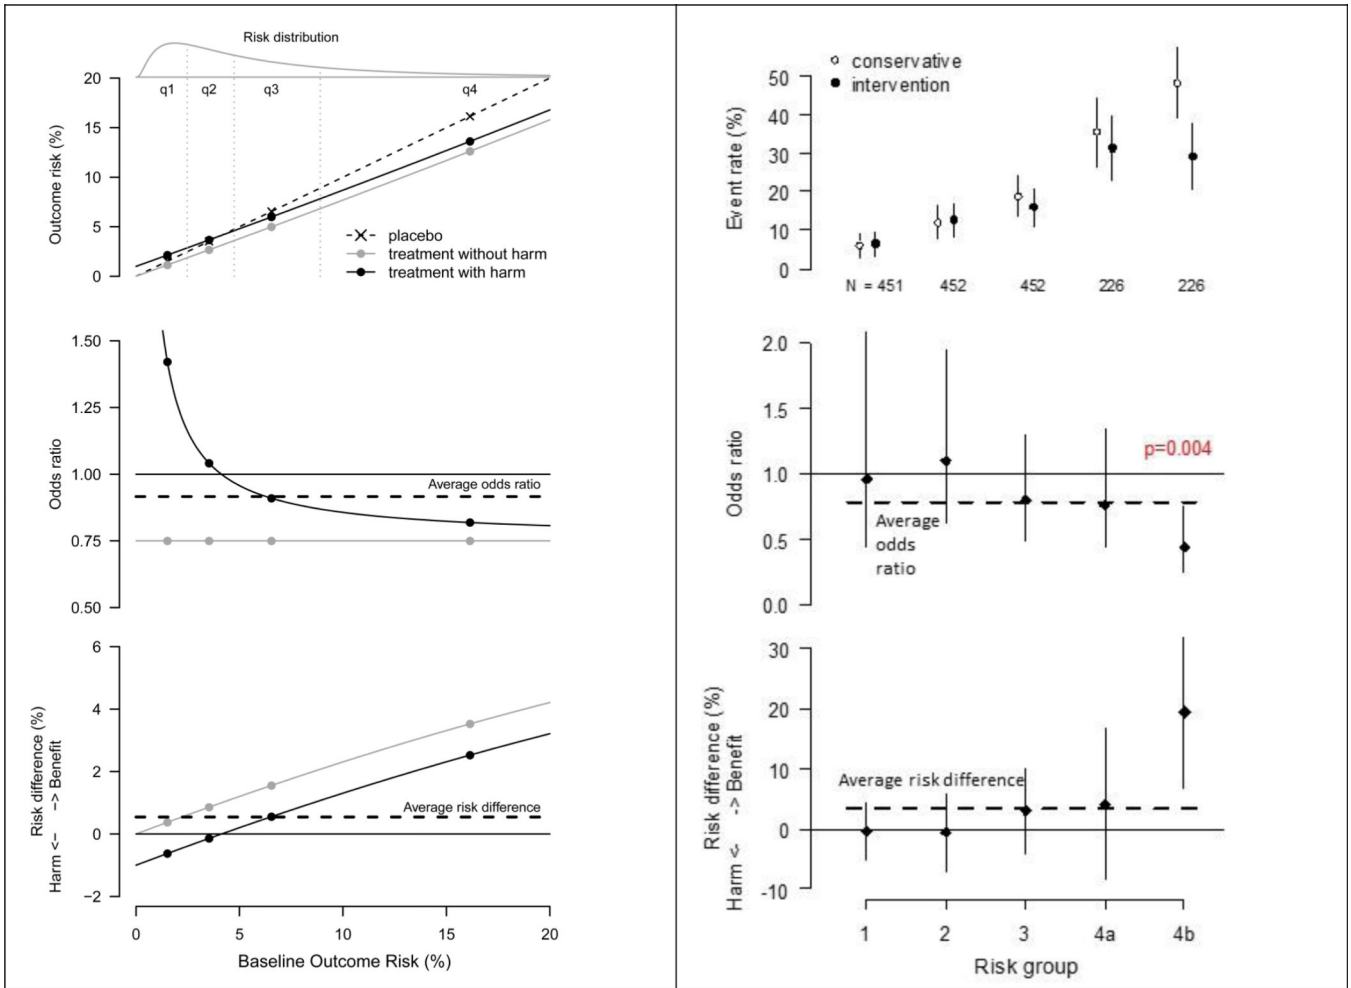 Risk distribution
20
15
10
5
0
Outcome risk (%)
q1 q2 q3 q4
placebo
treatment without harm
treatment with harm
1.50
1.25
1.00
0.75
0.50
Odds ratio
Average odds ratio
6
4
2
0
−2
Risk difference (%)
Harm <− −> Benefit
Average risk difference
0 5 10 15 20
Baseline Outcome Risk (%)
conservative
intervention
50
40
30
20
10
0
Event rate (%)
N = 451 452 452 226 226
2.0
1.5
1.0
0.5
0.0
Odds ratio
p=0.004
Average
odds
ratio
30
20
10
0
-10
Risk difference (%)
Harm <- -> Benefit
Average risk difference
1 2 3 4a 4b
Risk group